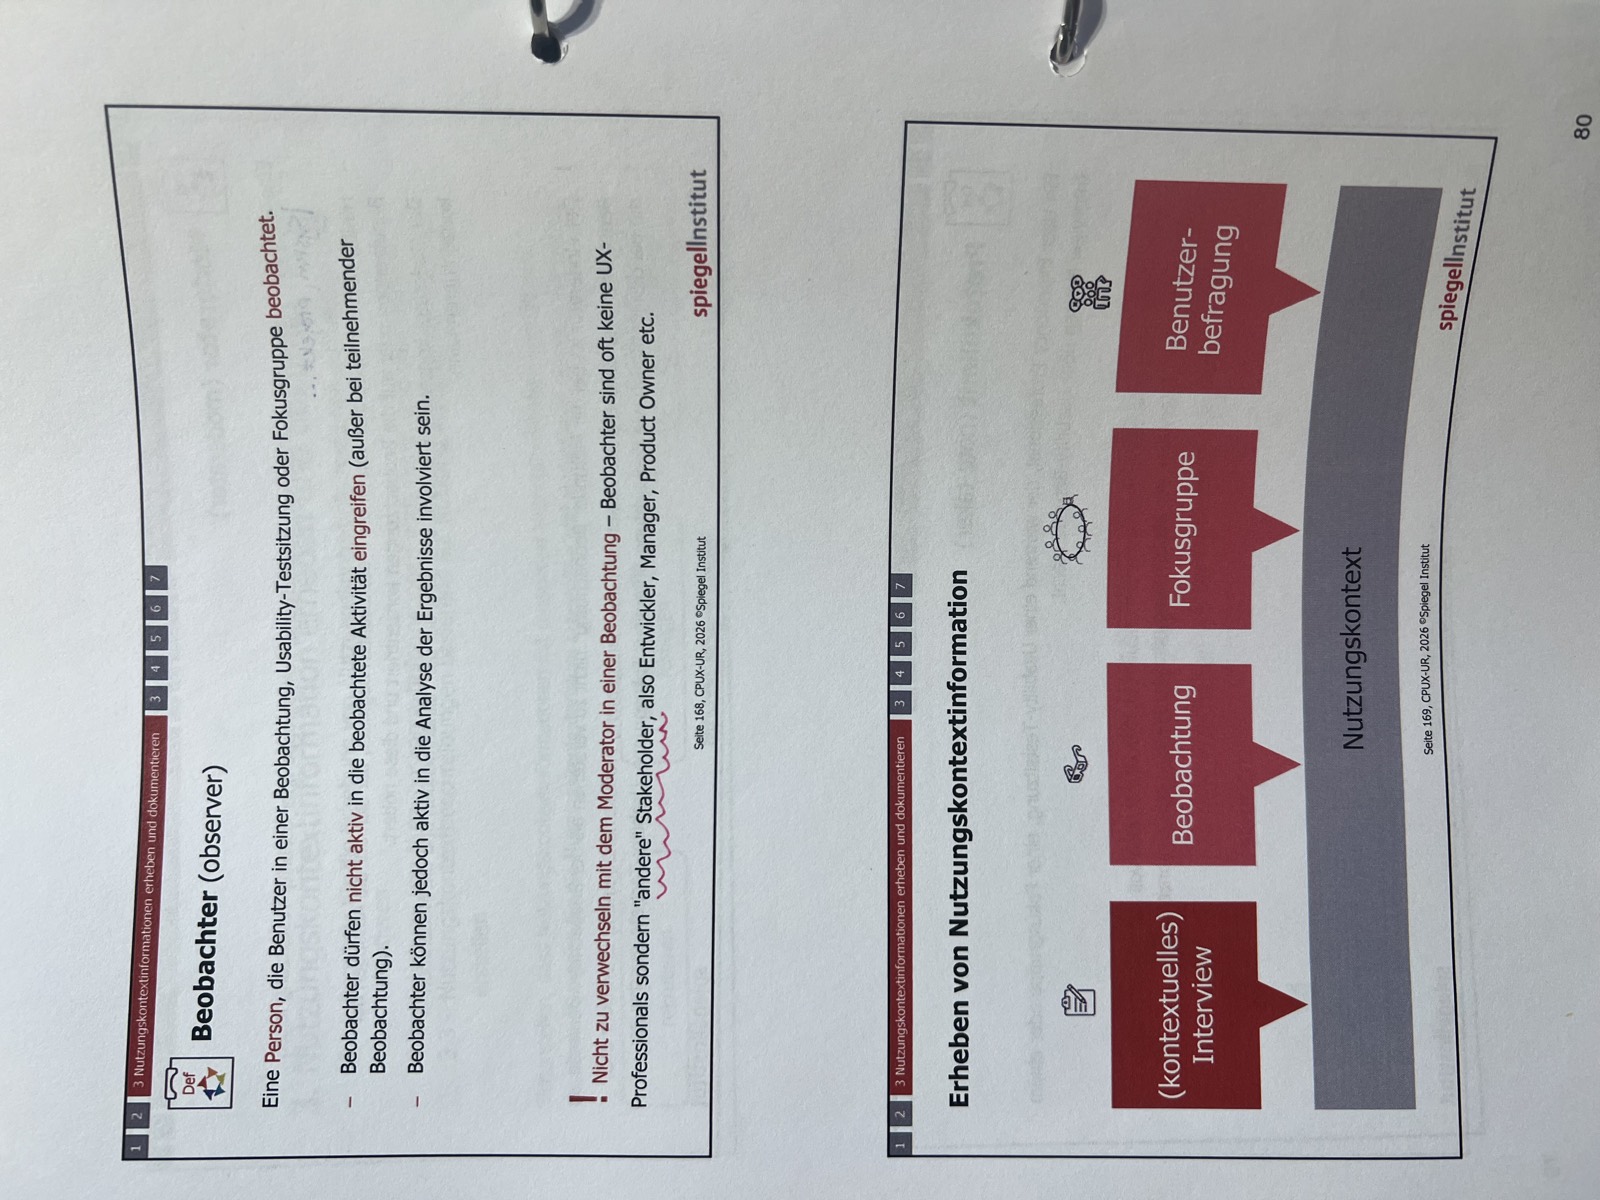 1 2 3 Nutzungskontextinformationen erheben und dokumentieren 3 4 5 6 7
Def
Beobachter (observer)
Eine Person, die Benutzer in einer Beobachtung, Usability-Testsitzung oder Fokusgruppe beobachtet.
– Beobachter dürfen nicht aktiv in die beobachtete Aktivität eingreifen (außer bei teilnehmender
Beobachtung).
– Beobachter können jedoch aktiv in die Analyse der Ergebnisse involviert sein.
! Nicht zu verwechseln mit dem Moderator in einer Beobachtung – Beobachter sind oft keine UX-
Professionals sondern "andere" Stakeholder, also Entwickler, Manager, Product Owner etc.
Seite 168, CPUX-UR, 2026 ©Spiegel Institut
spiegelInstitut
1 2 3 Nutzungskontextinformationen erheben und dokumentieren 3 4 5 6 7
Erheben von Nutzungskontextinformation
(kontextuelles)
Interview
Beobachtung
Fokusgruppe
Benutzer-
befragung
Nutzungskontext
Seite 169, CPUX-UR, 2026 ©Spiegel Institut
spiegelInstitut
80